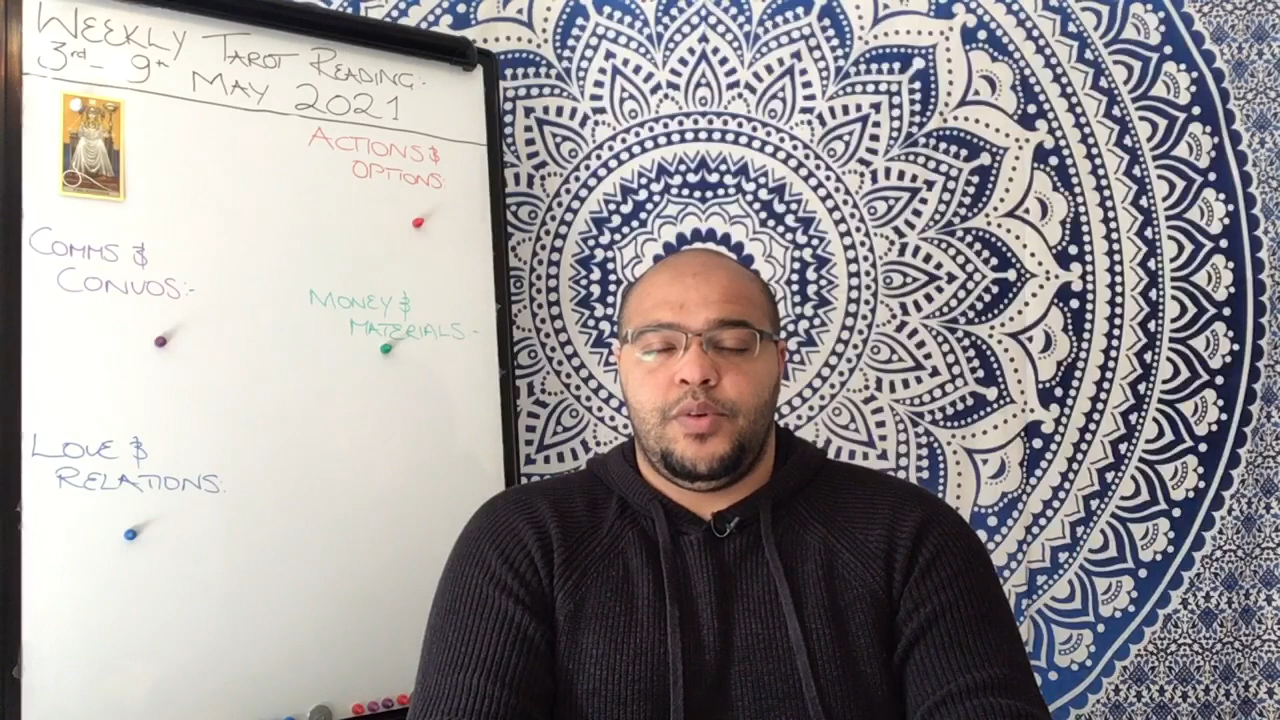 WEEKLY TAROT READING:-
3rd- 9th MAY 2021
ACTIONS &
OPTIONS:
COMMS &
CONVOS:-
MONEY &
MATERIALS:-
LOVE &
RELATIONS.